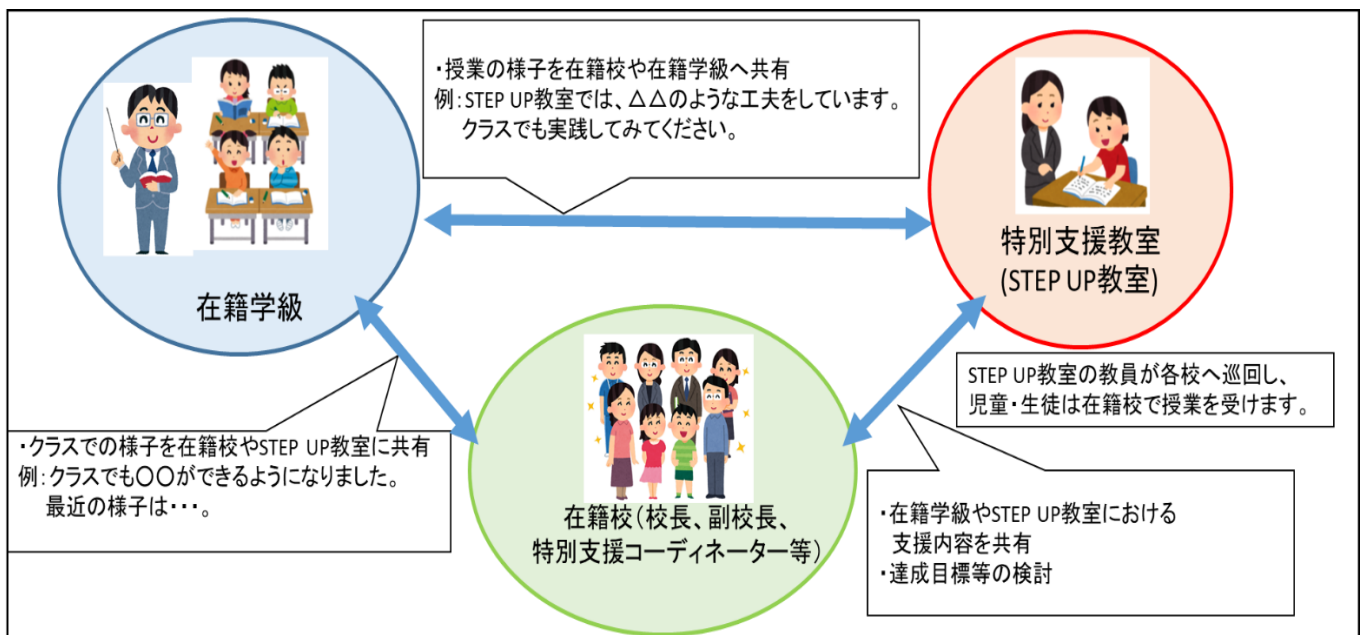 ・授業の様子を在籍校や在籍学級へ共有
例:STEP UP教室では、△△のような工夫をしています。
クラスでも実践してみてください。
在籍学級
特別支援教室
(STEP UP教室)
STEP UP教室の教員が各校へ巡回し、
児童・生徒は在籍校で授業を受けます。
・クラスでの様子を在籍校やSTEP UP教室に共有
例:クラスでも〇〇ができるようになりました。
最近の様子は・・・。
在籍校(校長、副校長、
特別支援コーディネーター等)
・在籍学級やSTEP UP教室における
支援内容を共有
・達成目標等の検討